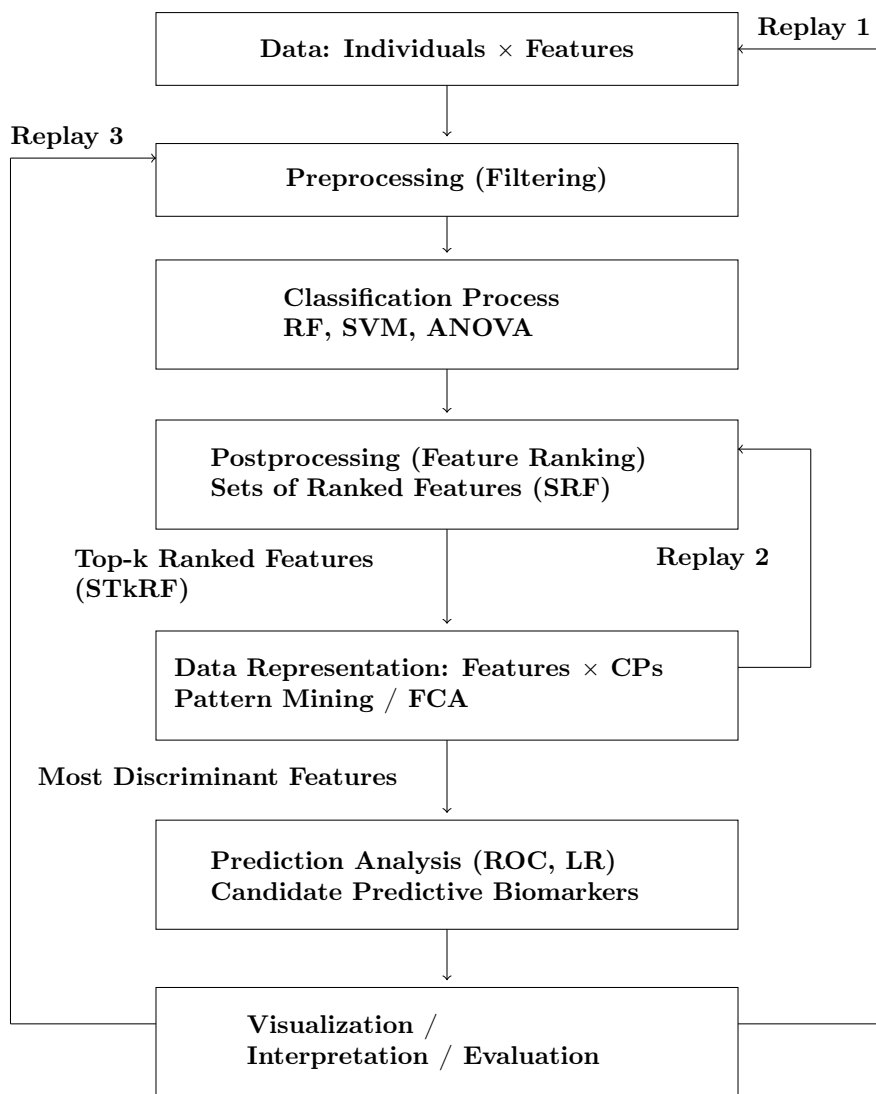 Replay 1
Data: Individuals × Features
Replay 3
Preprocessing (Filtering)
Classification Process
RF, SVM, ANOVA
Postprocessing (Feature Ranking)
Sets of Ranked Features (SRF)
Top-k Ranked Features
(STkRF)
Replay 2
Data Representation: Features × CPs
Pattern Mining / FCA
Most Discriminant Features
Prediction Analysis (ROC, LR)
Candidate Predictive Biomarkers
Visualization /
Interpretation / Evaluation